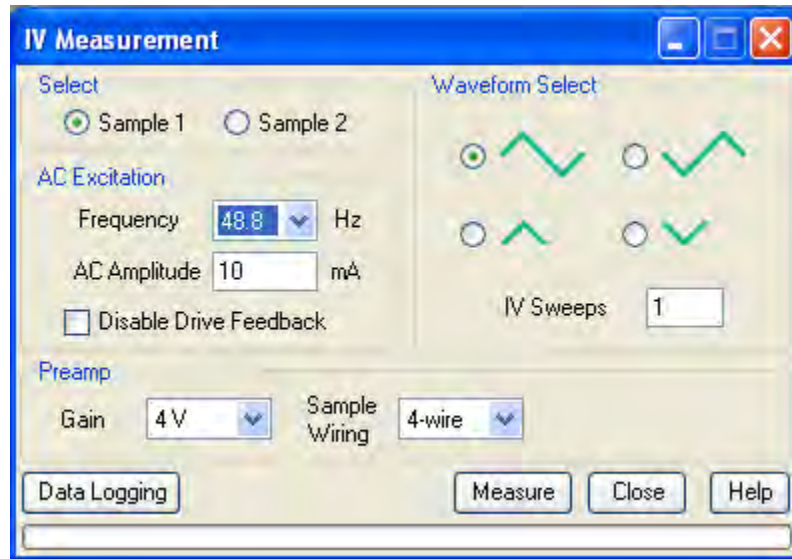 IV Measurement
Select
Sample 1
Sample 2
AC Excitation
Frequency 48.8 Hz
AC Amplitude 10 mA
Disable Drive Feedback
Waveform Select
IV Sweeps 1
Preamp
Gain 4 V
Sample Wiring 4-wire
Data Logging
Measure
Close
Help